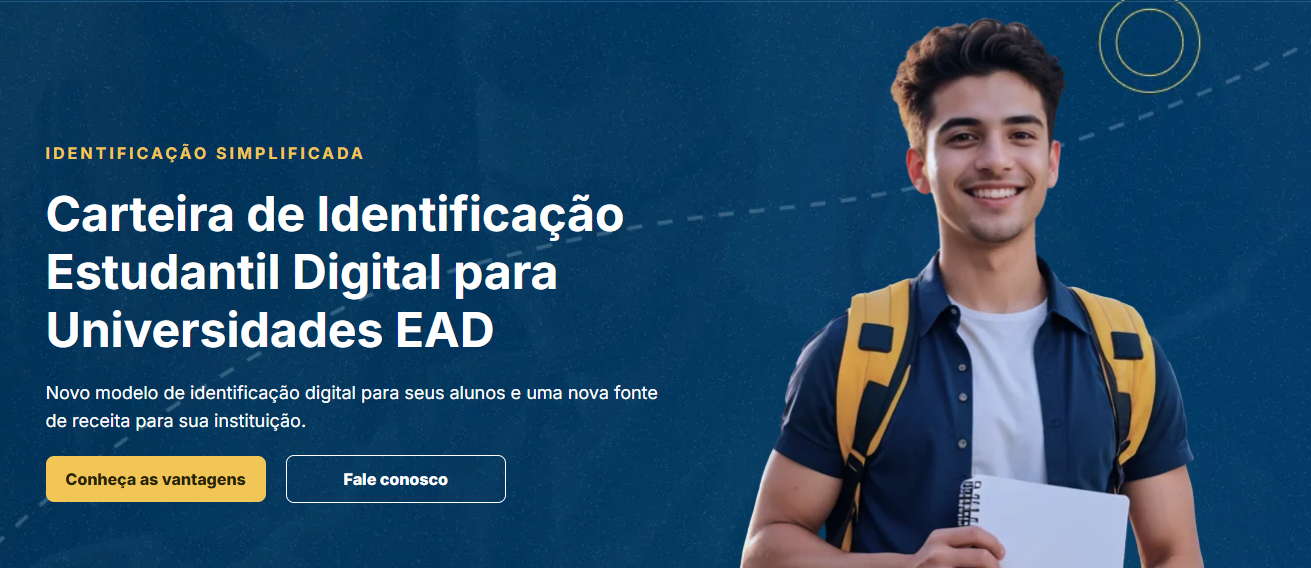 IDENTIFICAÇÃO SIMPLIFICADA
Carteira de Identificação
Estudantil Digital para
Universidades EAD
Novo modelo de identificação digital para seus alunos e uma nova fonte
de receita para sua instituição.
Conheça as vantagens
Fale conosco